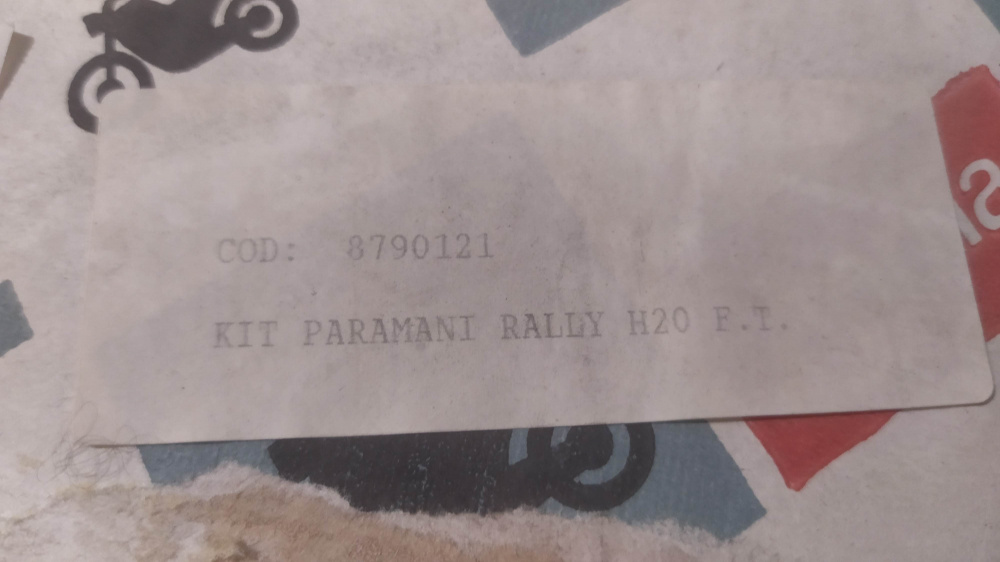 COD: 8790121
KIT PARAMANI RALLY H20 F.T.